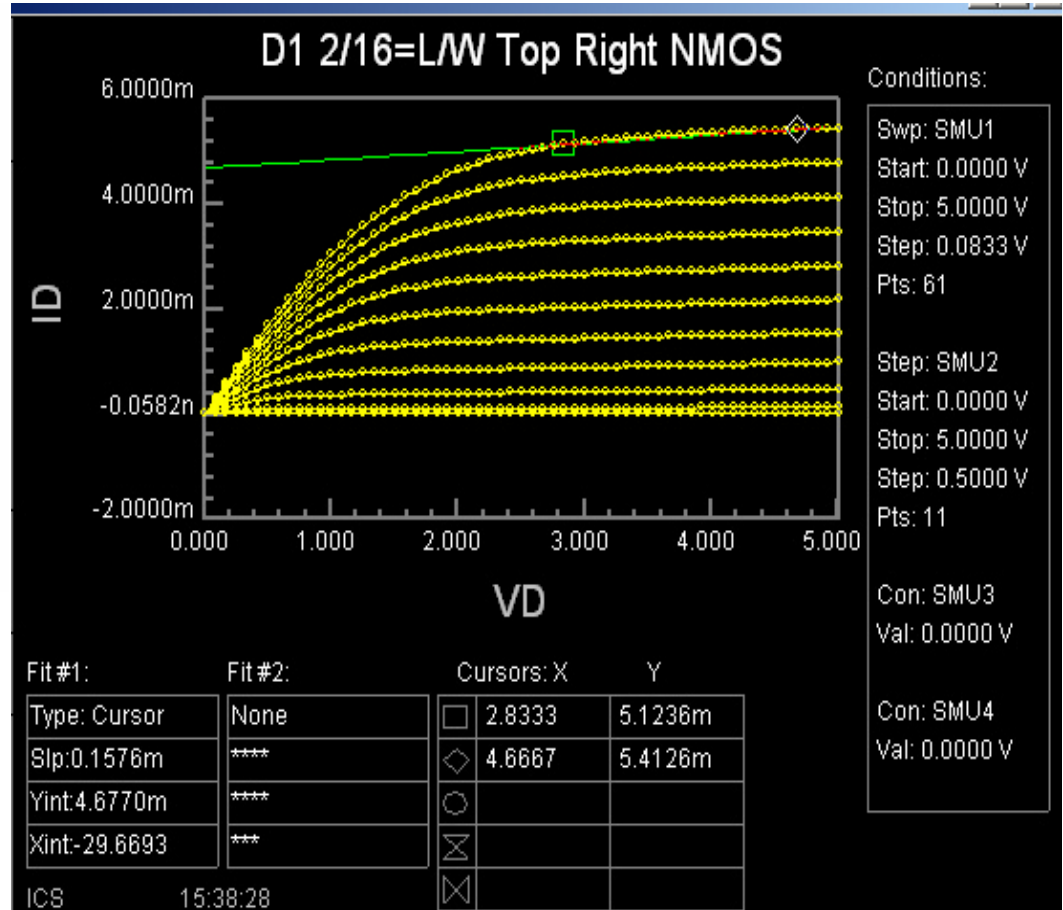 D1 2/16=L/W Top Right NMOS
6.0000m
4.0000m
2.0000m
-0.0582n
-2.0000m
ID
0.000 1.000 2.000 3.000 4.000 5.000
VD
Conditions:
Swp: SMU1
Start: 0.0000 V
Stop: 5.0000 V
Step: 0.0833 V
Pts: 61
Step: SMU2
Start: 0.0000 V
Stop: 5.0000 V
Step: 0.5000 V
Pts: 11
Con: SMU3
Val: 0.0000 V
Con: SMU4
Val: 0.0000 V
Fit #1: Fit #2: Cursors: X Y
Type: Cursor None 2.8333 5.1236m
Slp:0.1576m **** 4.6667 5.4126m
Yint:4.6770m ****
Xint:-29.6693 ***
ICS 15:38:28